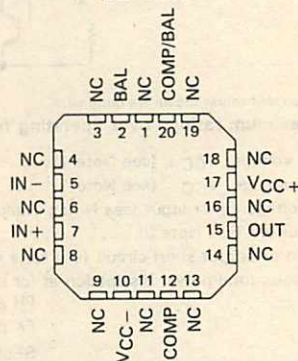 NC
BAL
NC
COMP/BAL
NC
3 2 1 20 19
NC 4 18 NC
IN - 5 17 VCC+
NC 6 16 NC
IN+ 7 15 OUT
NC 8 14 NC
9 10 11 12 13
NC
VCC-
NC
COMP
NC